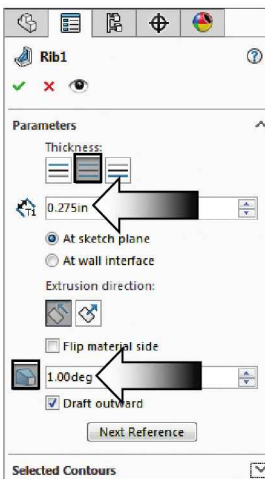 Rib1
Parameters
Thickness:
T1
0.275in
At sketch plane
At wall interface
Extrusion direction:
Flip material side
1.00deg
Draft outward
Next Reference
Selected Contours